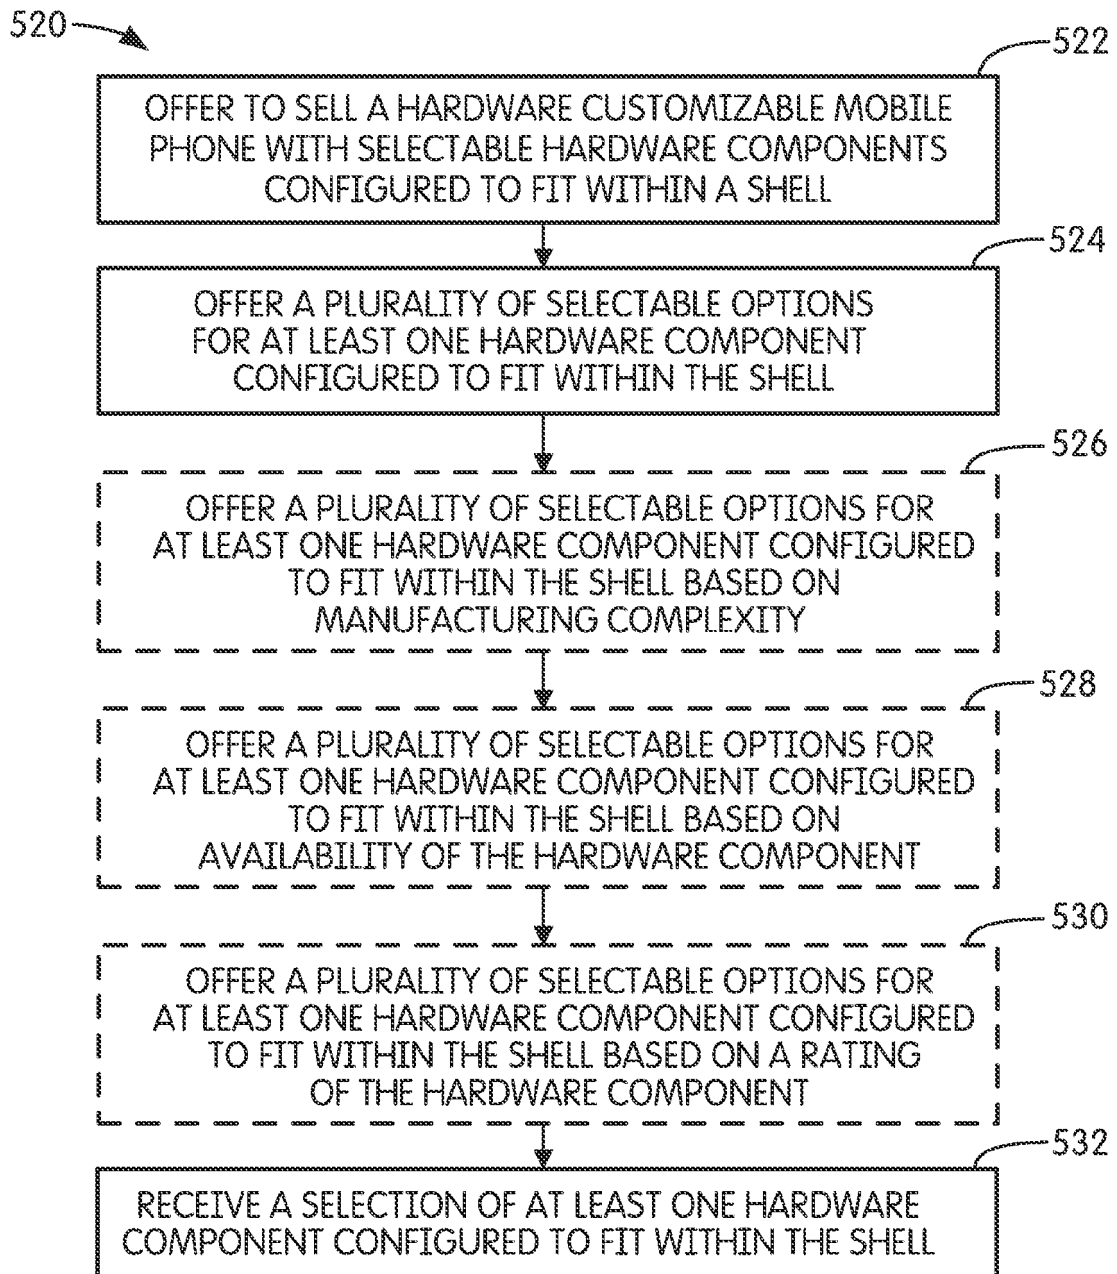 520
522
OFFER TO SELL A HARDWARE CUSTOMIZABLE MOBILE
PHONE WITH SELECTABLE HARDWARE COMPONENTS
CONFIGURED TO FIT WITHIN A SHELL
524
OFFER A PLURALITY OF SELECTABLE OPTIONS
FOR AT LEAST ONE HARDWARE COMPONENT
CONFIGURED TO FIT WITHIN THE SHELL
526
OFFER A PLURALITY OF SELECTABLE OPTIONS FOR
AT LEAST ONE HARDWARE COMPONENT CONFIGURED
TO FIT WITHIN THE SHELL BASED ON
MANUFACTURING COMPLEXITY
528
OFFER A PLURALITY OF SELECTABLE OPTIONS FOR
AT LEAST ONE HARDWARE COMPONENT CONFIGURED
TO FIT WITHIN THE SHELL BASED ON
AVAILABILITY OF THE HARDWARE COMPONENT
530
OFFER A PLURALITY OF SELECTABLE OPTIONS FOR
AT LEAST ONE HARDWARE COMPONENT CONFIGURED
TO FIT WITHIN THE SHELL BASED ON A RATING
OF THE HARDWARE COMPONENT
532
RECEIVE A SELECTION OF AT LEAST ONE HARDWARE
COMPONENT CONFIGURED TO FIT WITHIN THE SHELL